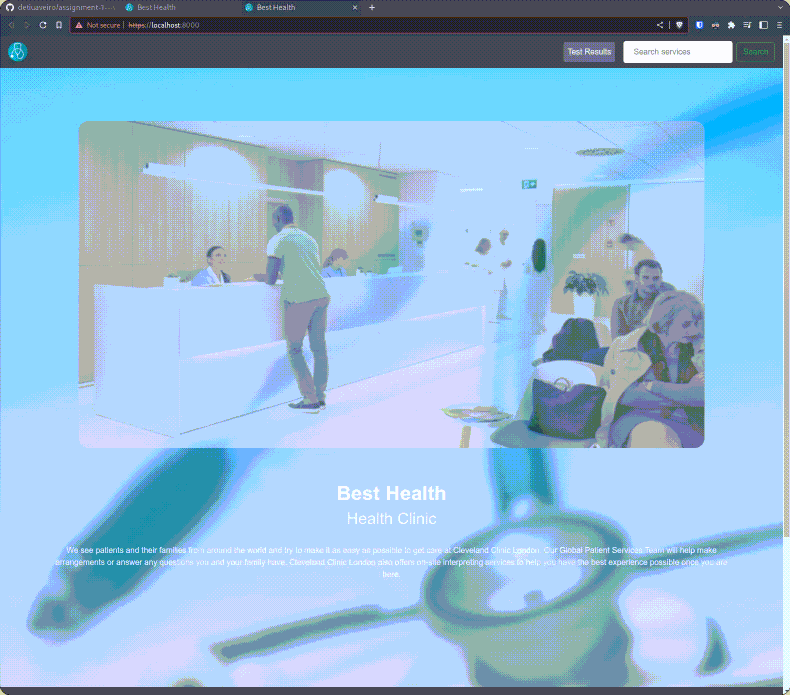 detiuaveiro/assignment-1---
Best Health
Best Health
Not secure | https://localhost:8000
Test Results
Search services
Search
Best Health
Health Clinic
We see patients and their families from around the world and try to make it as easy as possible to get care at Cleveland Clinic London. Our Global Patient Services Team will help make
arrangements or answer any questions you and your family have. Cleveland Clinic London also offers on-site interpreting services to help you have the best experience possible once you are
here.